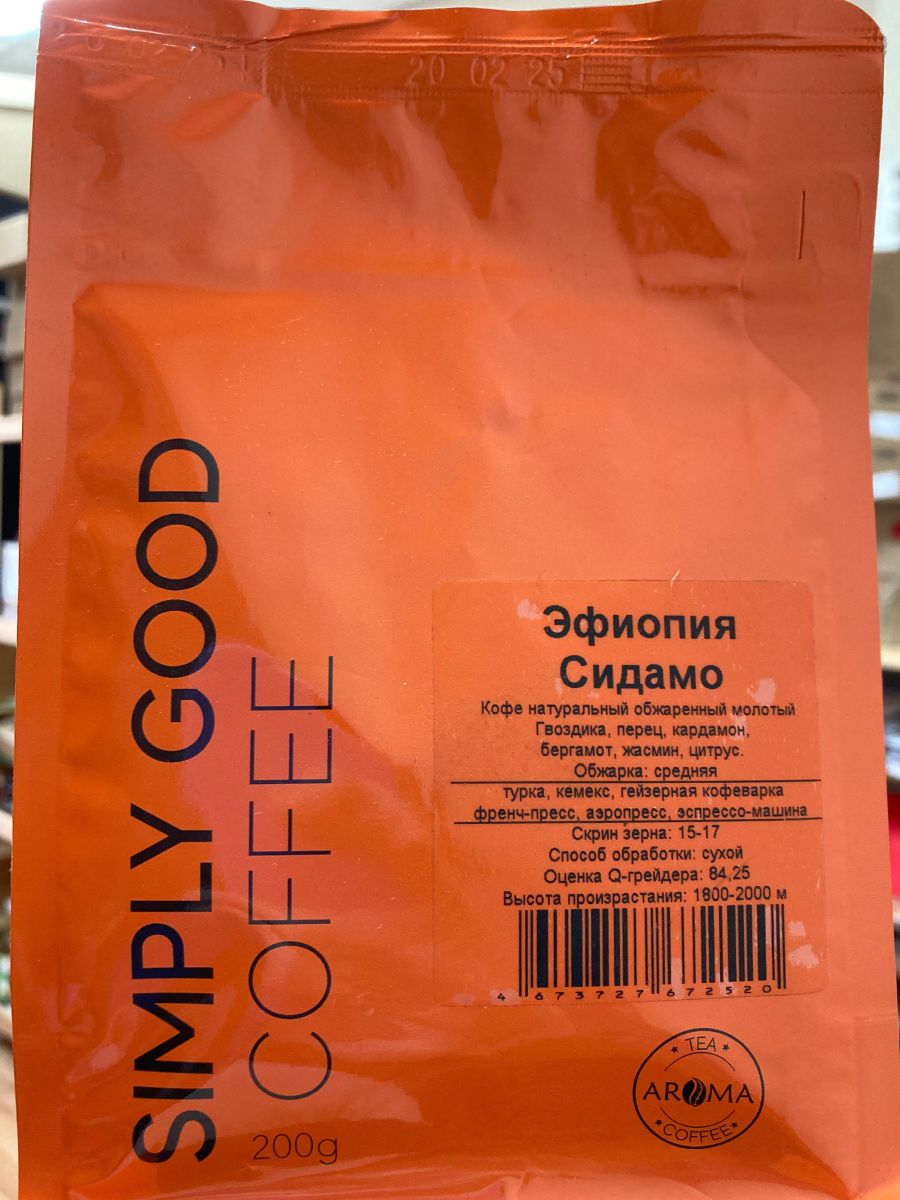 20 02 25
SIMPLY GOOD
COFFEE
200g
Эфиопия
Сидамо
Кофе натуральный обжаренный молотый
Гвоздика, перец, кардамон,
бергамот, жасмин, цитрус.
Обжарка: средняя
турка, кемекс, гейзерная кофеварка
френч-пресс, аэропресс, эспрессо-машина
Скрин зерна: 15-17
Способ обработки: сухой
Оценка Q-грейдера: 84,25
Высота произрастания: 1800-2000 м
4 673727 672520
TEA
AROMA
COFFEE